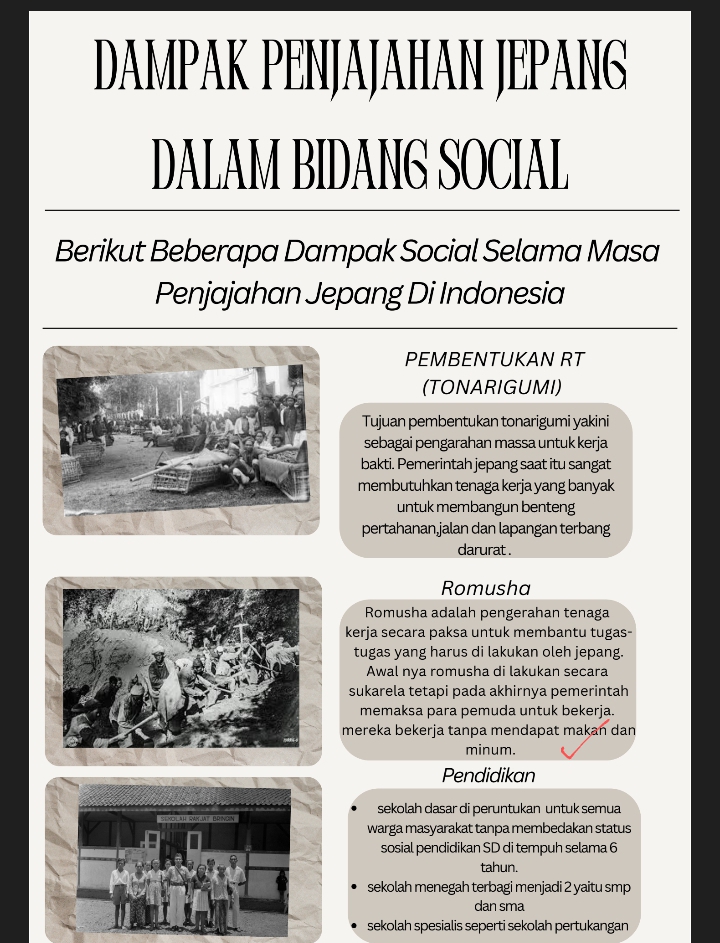 DAMPAK PENJAJAHAN JEPANG
DALAM BIDANG SOCIAL
Berikut Beberapa Dampak Social Selama Masa
Penjajahan Jepang Di Indonesia
PEMBENTUKAN RT
(TONARIGUMI)
Tujuan pembentukan tonarigumi yakini
sebagai pengarahan massa untuk kerja
bakti. Pemerintah jepang saat itu sangat
membutuhkan tenaga kerja yang banyak
untuk membangun benteng
pertahanan,jalan dan lapangan terbang
darurat .
Romusha
Romusha adalah pengerahan tenaga
kerja secara paksa untuk membantu tugas-
tugas yang harus di lakukan oleh jepang.
Awal nya romusha di lakukan secara
sukarela tetapi pada akhirnya pemerintah
memaksa para pemuda untuk bekerja.
mereka bekerja tanpa mendapat makan dan
minum.
Pendidikan
SEKOLAH RAKJAT BRINGIN
• sekolah dasar di peruntukan untuk semua
warga masyarakat tanpa membedakan status
sosial pendidikan SD di tempuh selama 6
tahun.
• sekolah menegah terbagi menjadi 2 yaitu smp
dan sma
• sekolah spesialis seperti sekolah pertukangan